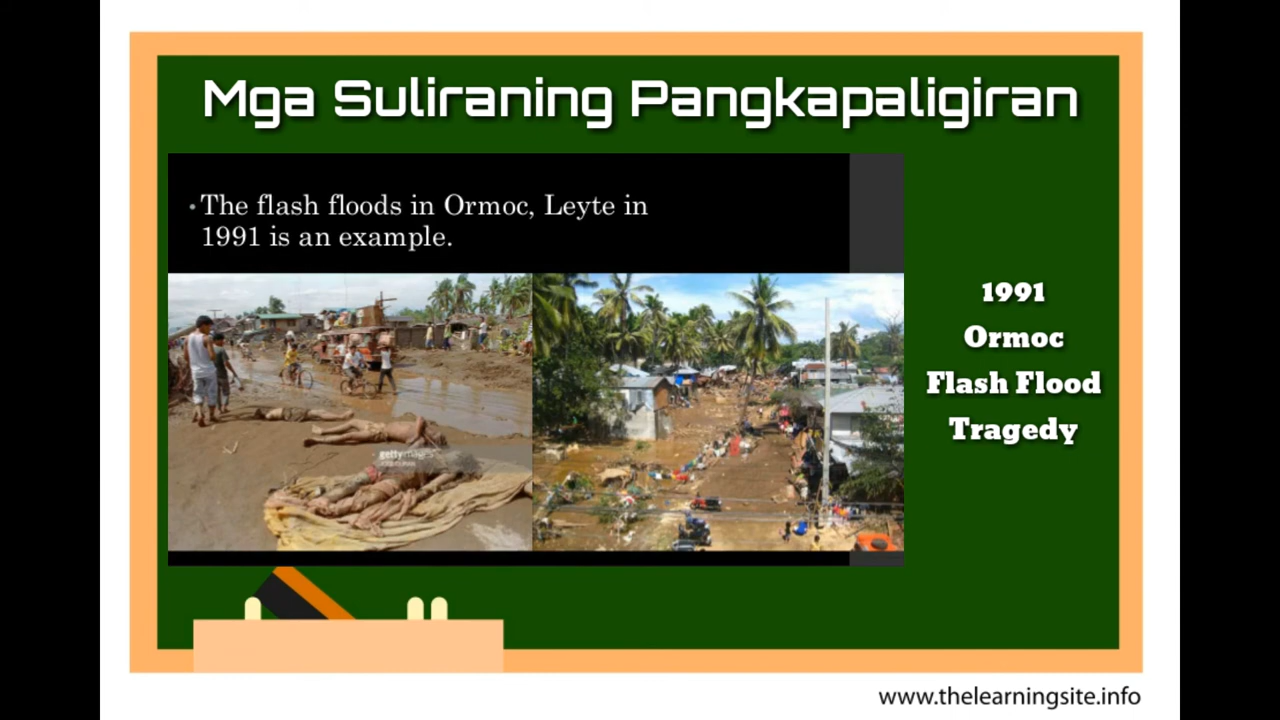 Mga Suliraning Pangkapaligiran
• The flash floods in Ormoc, Leyte in
1991 is an example.
1991
Ormoc
Flash Flood
Tragedy
gettyimages
www.thelearningsite.info